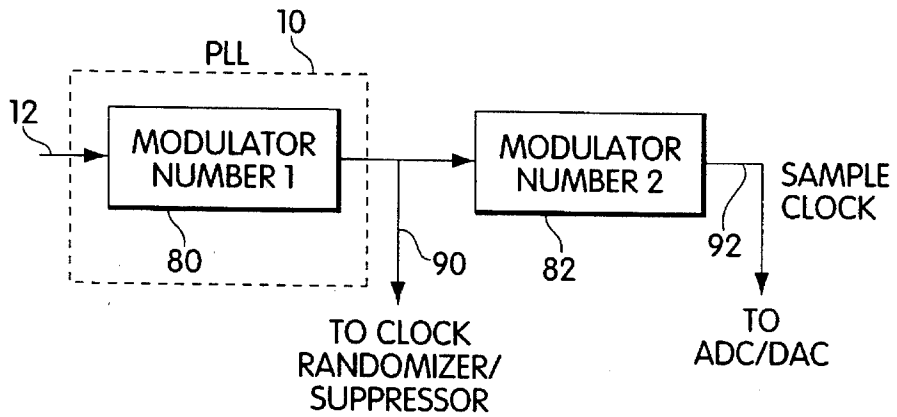 10
PLL
12
MODULATOR
NUMBER 1
MODULATOR
NUMBER 2
SAMPLE
CLOCK
80
90
82
92
TO CLOCK
RANDOMIZER/
SUPPRESSOR
TO
ADC/DAC